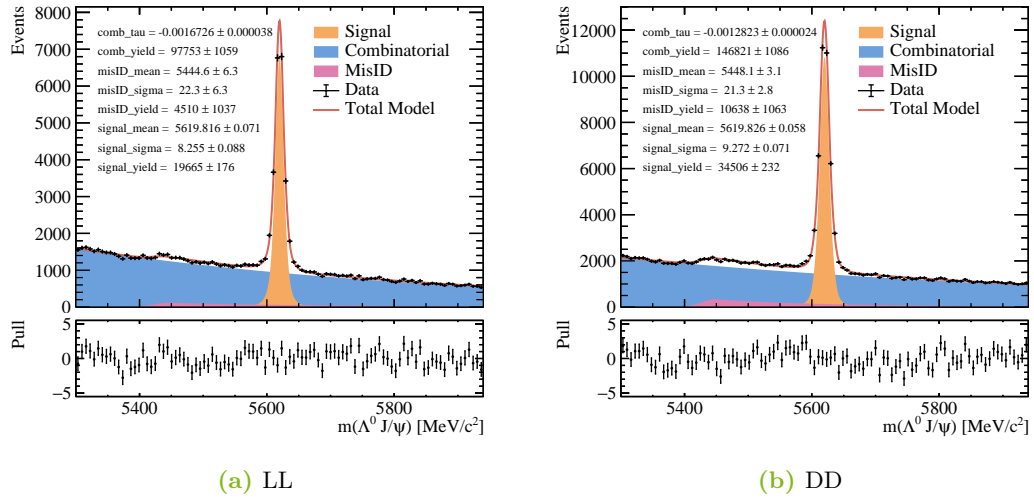 Events
8000
7000
6000
5000
4000
3000
2000
1000
0
comb_tau = -0.0016726 ± 0.000038
comb_yield = 97753 ± 1059
misID_mean = 5444.6 ± 6.3
misID_sigma = 22.3 ± 6.3
misID_yield = 4510 ± 1037
signal_mean = 5619.816 ± 0.071
signal_sigma = 8.255 ± 0.088
signal_yield = 19665 ± 176
Signal
Combinatorial
MisID
Data
Total Model
Pull
5
0
−5
5400 5600 5800
m(Λ⁰ J/ψ) [MeV/c²]
(a) LL
Events
12000
10000
8000
6000
4000
2000
0
comb_tau = -0.0012823 ± 0.000024
comb_yield = 146821 ± 1086
misID_mean = 5448.1 ± 3.1
misID_sigma = 21.3 ± 2.8
misID_yield = 10638 ± 1063
signal_mean = 5619.826 ± 0.058
signal_sigma = 9.272 ± 0.071
signal_yield = 34506 ± 232
Signal
Combinatorial
MisID
Data
Total Model
Pull
5
0
−5
5400 5600 5800
m(Λ⁰ J/ψ) [MeV/c²]
(b) DD